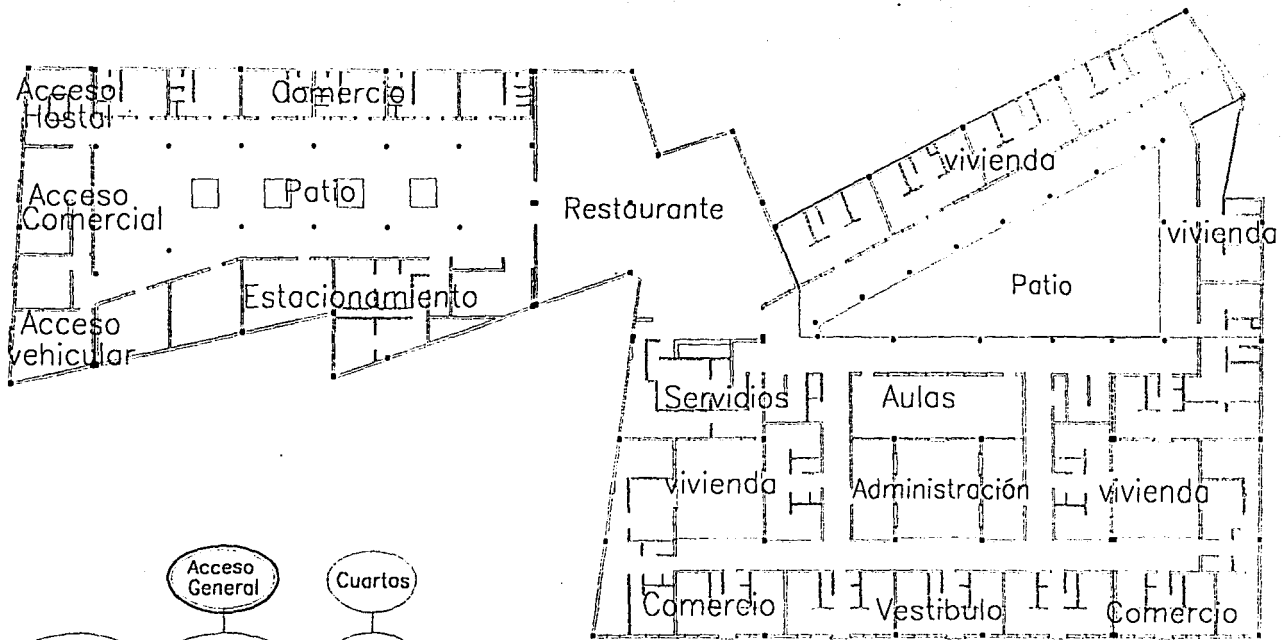 Acceso
Hostal
Comercio
vivienda
Acceso
Comercial
Patio
Restaurante
vivienda
Patio
Estacionamiento
Acceso
vehicular
Servidios
Aulas
vivienda
Administración
vivienda
Acceso
General
Cuartos
Comercio
Vestibulo
Comercio